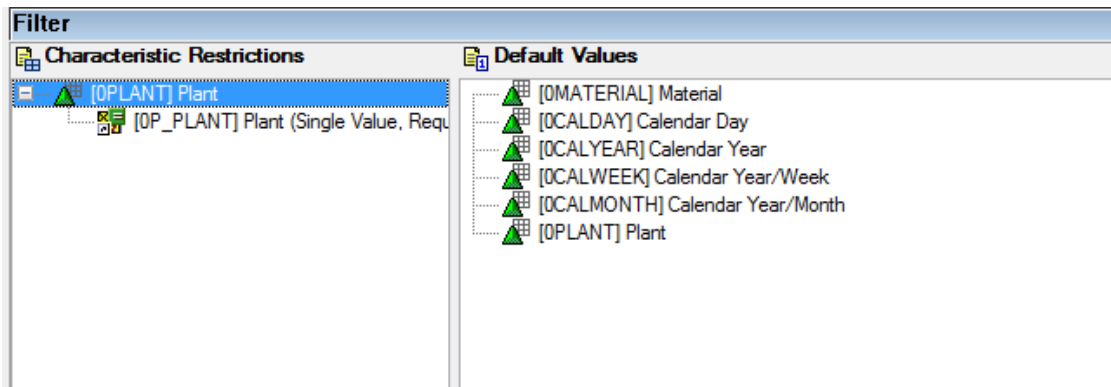 Filter
Characteristic Restrictions
[0PLANT] Plant
[0P_PLANT] Plant (Single Value, Requ
Default Values
[0MATERIAL] Material
[0CALDAY] Calendar Day
[0CALYEAR] Calendar Year
[0CALWEEK] Calendar Year/Week
[0CALMONTH] Calendar Year/Month
[0PLANT] Plant